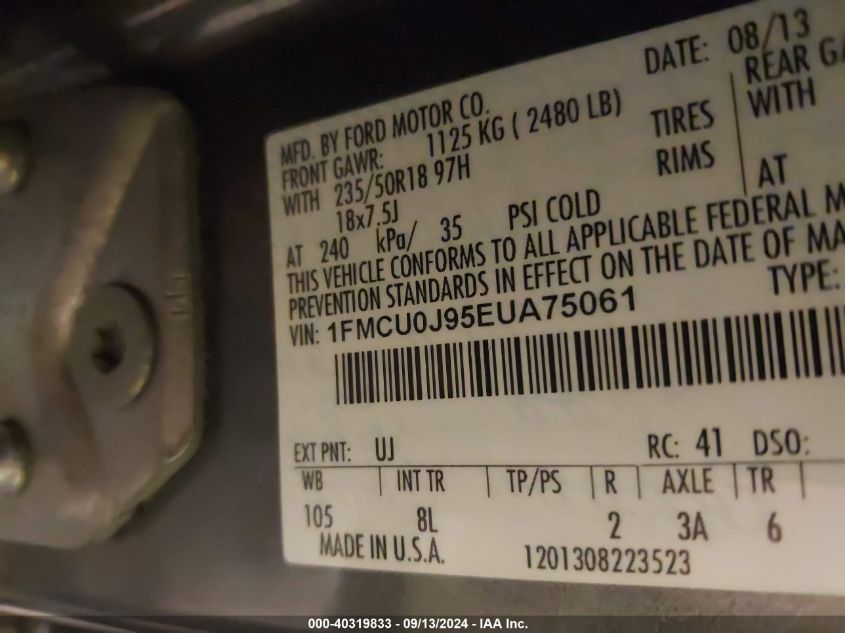 MFD. BY FORD MOTOR CO. DATE: 08/13
FRONT GAWR: 1125 KG ( 2480 LB) REAR
WITH 235/50R18 97H TIRES WITH
18x7.5J RIMS
AT 240 kPa/ 35 PSI COLD AT
THIS VEHICLE CONFORMS TO ALL APPLICABLE FEDERAL
PREVENTION STANDARDS IN EFFECT ON THE DATE OF
VIN: 1FMCU0J95EUA75061 TYPE:
EXT PNT: UJ RC: 41 DSO:
WB INT TR TP/PS R AXLE TR
105 8L 2 3A 6
MADE IN U.S.A. 1201308223523
000-40319833 - 09/13/2024 - IAA Inc.